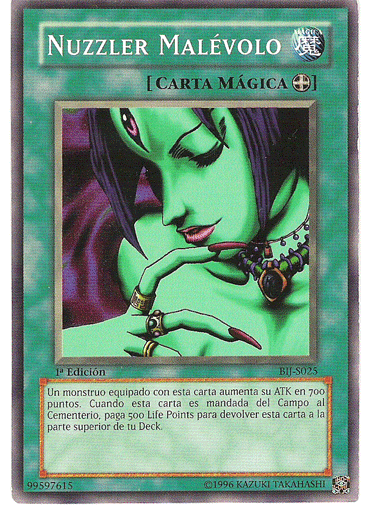 Nuzzler Malévolo
魔
[Carta Mágica]
1ª Edición
BIJ-S025
Un monstruo equipado con esta carta aumenta su ATK en 700
puntos. Cuando esta carta es mandada del Campo al
Cementerio, paga 500 Life Points para devolver esta carta a la
parte superior de tu Deck.
99597615
©1996 KAZUKI TAKAHASHI